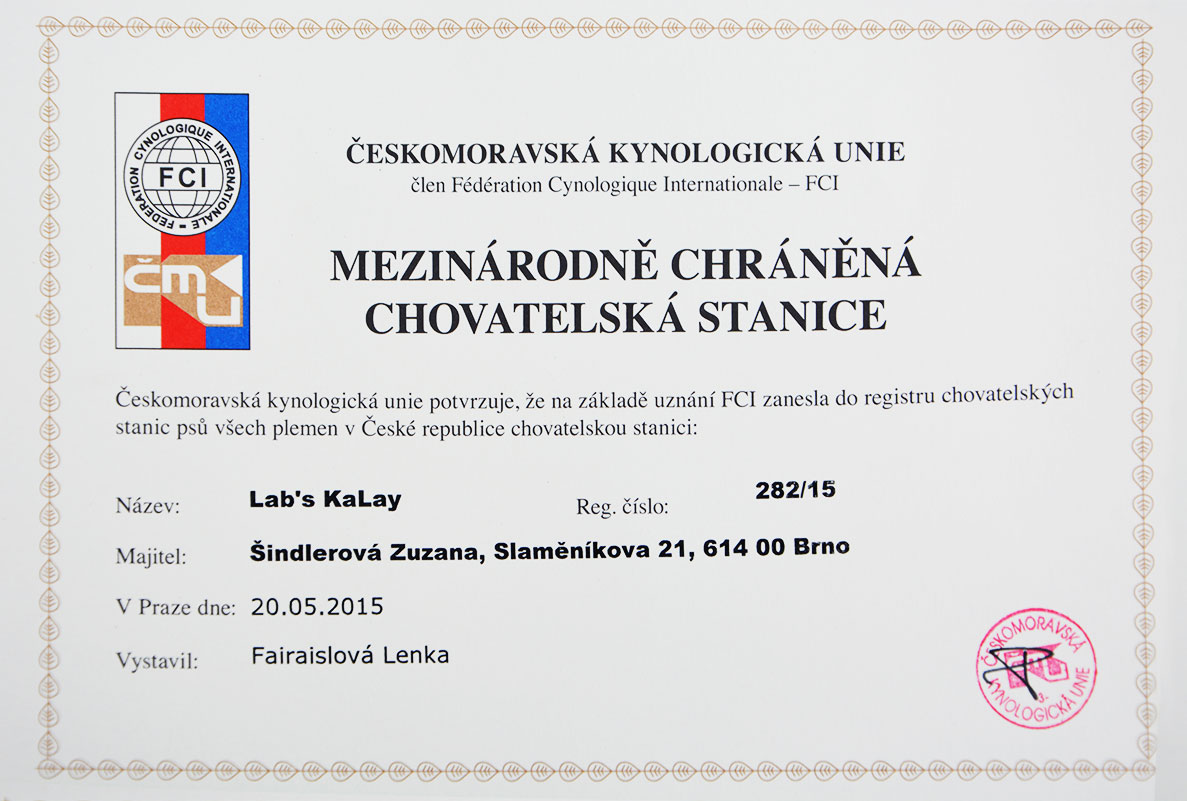 FEDERATION CYNOLOGIQUE INTERNATIONALE –
FCI
ČMKU
ČESKOMORAVSKÁ KYNOLOGICKÁ UNIE
člen Fédération Cynologique Internationale – FCI
MEZINÁRODNĚ CHRÁNĚNÁ
CHOVATELSKÁ STANICE
Českomoravská kynologická unie potvrzuje, že na základě uznání FCI zanesla do registru chovatelských
stanic psů všech plemen v České republice chovatelskou stanici:
Název: Lab's KaLay Reg. číslo: 282/15
Majitel: Šindlerová Zuzana, Slaměníkova 21, 614 00 Brno
V Praze dne: 20.05.2015
Vystavil: Fairaislová Lenka
ČESKOMORAVSKÁ
KYNOLOGICKÁ UNIE
-3-